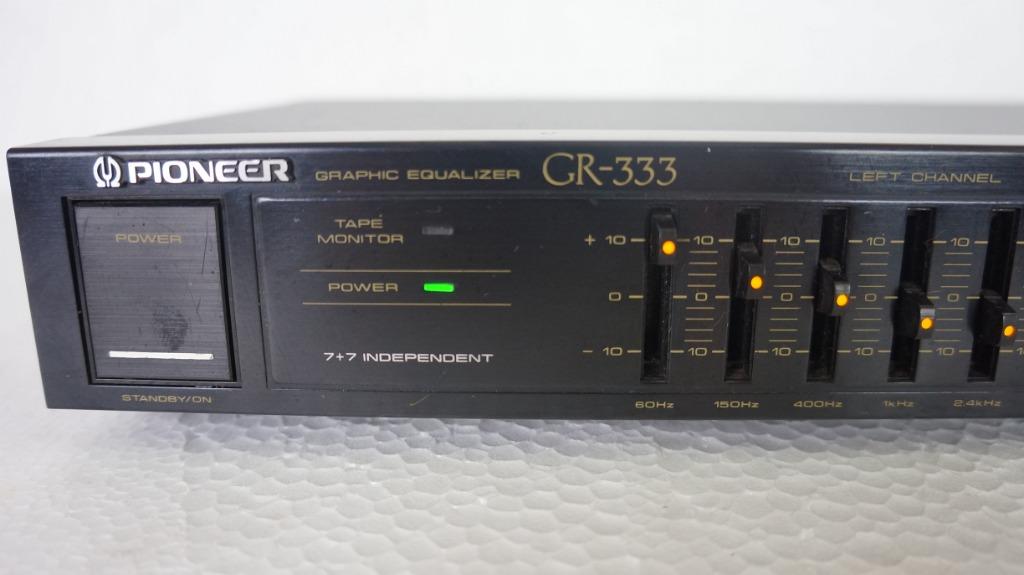 PIONEER GRAPHIC EQUALIZER GR-333 LEFT CHANNEL
POWER
STANDBY/ON
TAPE
MONITOR
POWER
7+7 INDEPENDENT
+ 10 10 10 10 10
0 0 0 0 0
- 10 10 10 10 10
60Hz 150Hz 400Hz 1kHz 2.4kHz